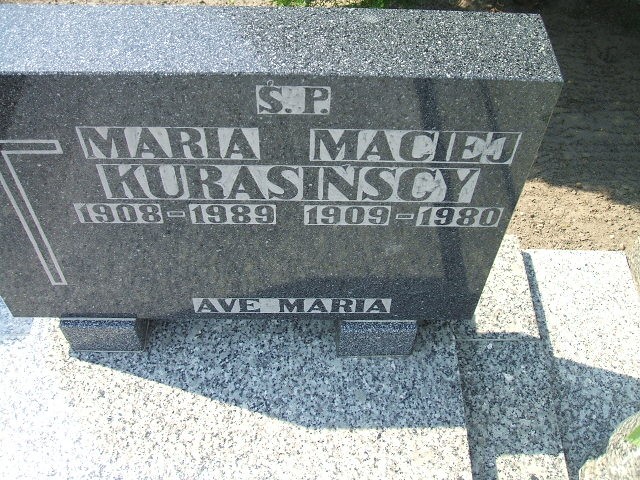 Ś.P.
MARIA MACIEJ
KURASIŃSCY
1908-1989 1909-1980
AVE MARIA